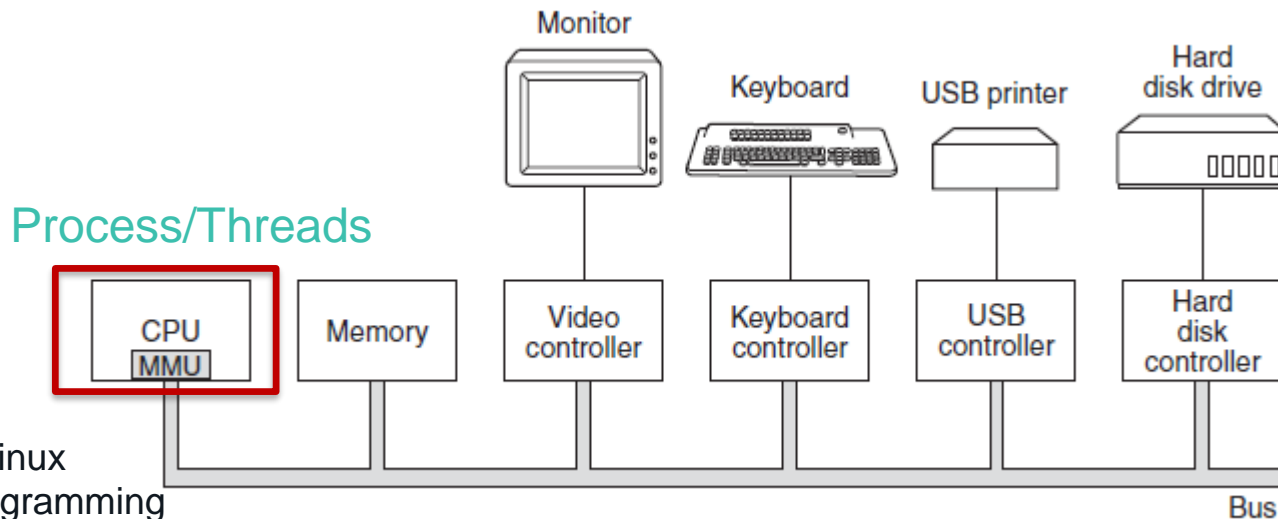 Monitor
Keyboard
USB printer
Hard
disk drive
Process/Threads
CPU
MMU
Memory
Video
controller
Keyboard
controller
USB
controller
Hard
disk
controller
inux
gramming
Bus